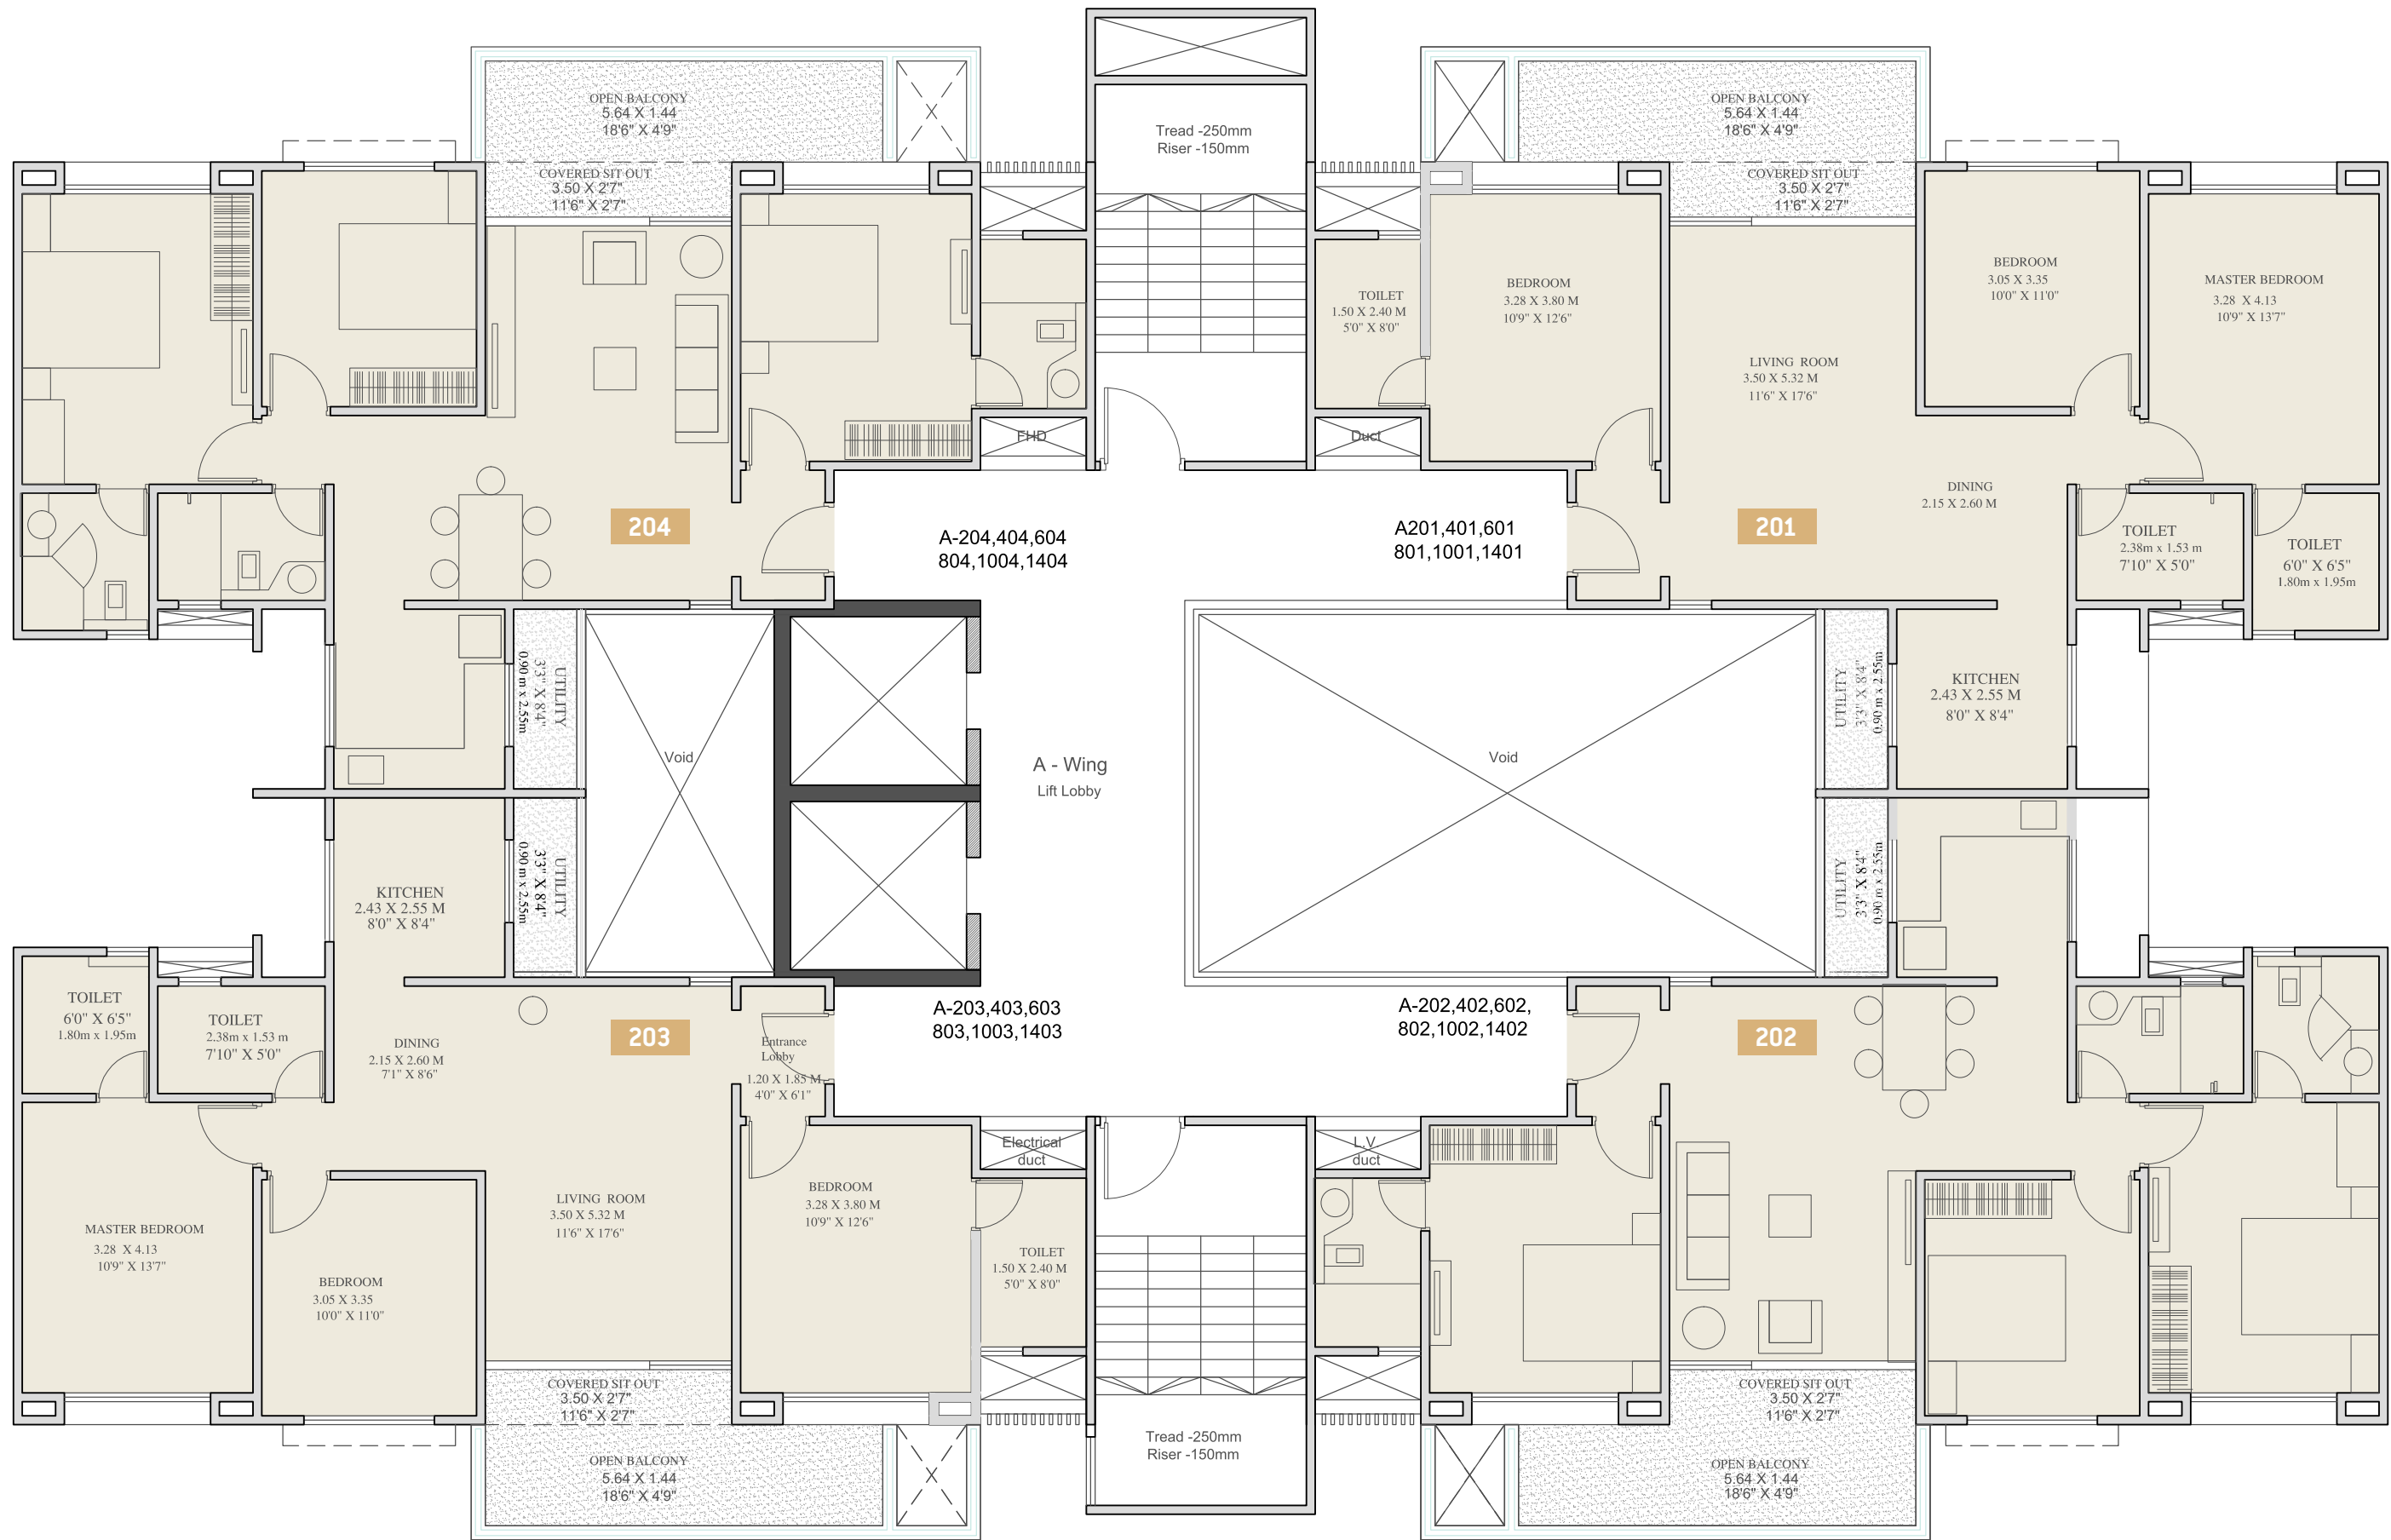 OPEN BALCONY
5.64 X 1.44
18'6" X 4'9"
COVERED SIT OUT
3.50 X 2'7"
11'6" X 2'7"
Tread -250mm
Riser -150mm
OPEN BALCONY
5.64 X 1.44
18'6" X 4'9"
COVERED SIT OUT
3.50 X 2'7"
11'6" X 2'7"
TOILET
1.50 X 2.40 M
5'0" X 8'0"
BEDROOM
3.28 X 3.80 M
10'9" X 12'6"
LIVING ROOM
3.50 X 5.32 M
11'6" X 17'6"
BEDROOM
3.05 X 3.35
10'0" X 11'0"
MASTER BEDROOM
3.28 X 4.13
10'9" X 13'7"
FHD
Duct
DINING
2.15 X 2.60 M
204
A-204,404,604
804,1004,1404
A201,401,601
801,1001,1401
201
TOILET
2.38m x 1.53 m
7'10" X 5'0"
TOILET
6'0" X 6'5"
1.80m x 1.95m
UTILITY
3'3" X 8'4"
0.90 m x 2.55m
Void
A - Wing
Lift Lobby
Void
UTILITY
3'3" X 8'4"
0.90 m x 2.55m
KITCHEN
2.43 X 2.55 M
8'0" X 8'4"
KITCHEN
2.43 X 2.55 M
8'0" X 8'4"
UTILITY
3'3" X 8'4"
0.90 m x 2.55m
UTILITY
3'3" X 8'4"
0.90 m x 2.55m
TOILET
6'0" X 6'5"
1.80m x 1.95m
TOILET
2.38m x 1.53 m
7'10" X 5'0"
DINING
2.15 X 2.60 M
7'1" X 8'6"
203
Entrance
Lobby
1.20 X 1.85 M
4'0" X 6'1"
A-203,403,603
803,1003,1403
A-202,402,602,
802,1002,1402
202
Electrical
duct
L.V
duct
MASTER BEDROOM
3.28 X 4.13
10'9" X 13'7"
BEDROOM
3.05 X 3.35
10'0" X 11'0"
LIVING ROOM
3.50 X 5.32 M
11'6" X 17'6"
BEDROOM
3.28 X 3.80 M
10'9" X 12'6"
TOILET
1.50 X 2.40 M
5'0" X 8'0"
COVERED SIT OUT
3.50 X 2'7"
11'6" X 2'7"
OPEN BALCONY
5.64 X 1.44
18'6" X 4'9"
Tread -250mm
Riser -150mm
COVERED SIT OUT
3.50 X 2'7"
11'6" X 2'7"
OPEN BALCONY
5.64 X 1.44
18'6" X 4'9"